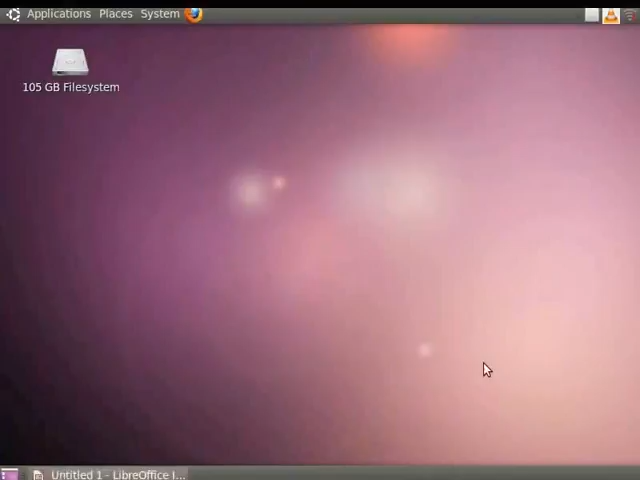 Applications Places System
105 GB Filesystem
Untitled 1 - LibreOffice I...